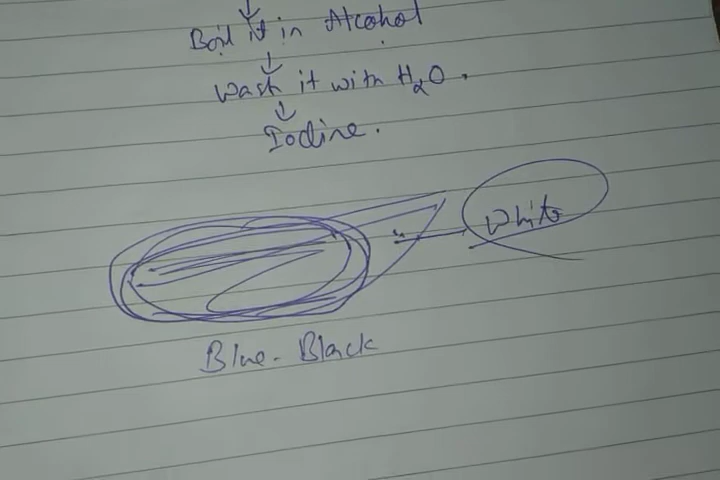 Boil it in Alcohol
Wash it with H₂O.
Iodine.
White
Blue-Black